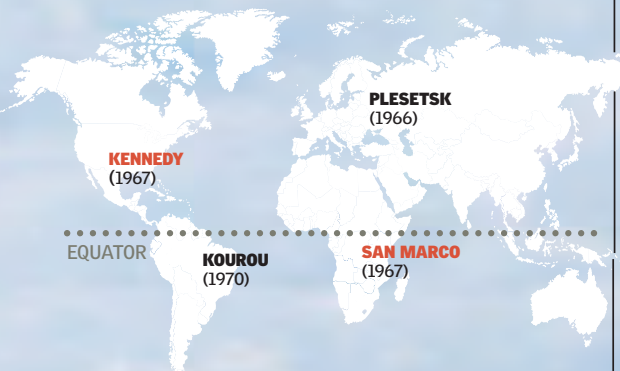 PLESETSK
(1966)
KENNEDY
(1967)
EQUATOR
KOUROU
(1970)
SAN MARCO
(1967)